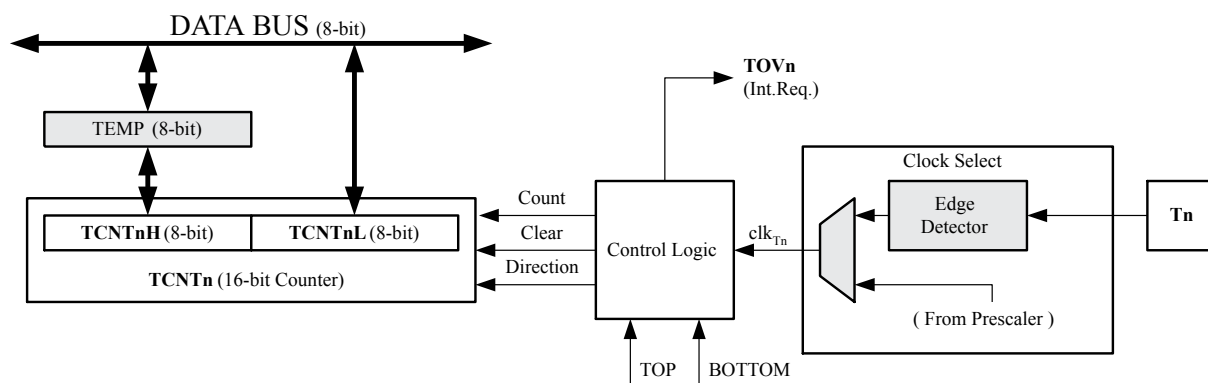 DATA BUS (8-bit)
TOVn
(Int.Req.)
TEMP (8-bit)
Clock Select
Count
Edge
Detector
Tn
TCNTnH (8-bit)
TCNTnL (8-bit)
Clear
Control Logic
clkTn
TCNTn (16-bit Counter)
Direction
( From Prescaler )
TOP
BOTTOM